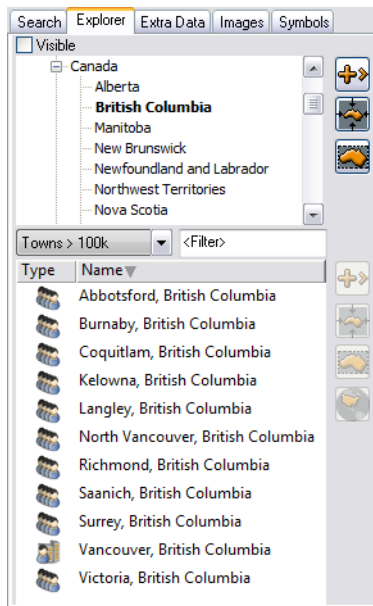 Search Explorer Extra Data Images Symbols
Visible
Canada
Alberta
British Columbia
Manitoba
New Brunswick
Newfoundland and Labrador
Northwest Territories
Nova Scotia
Towns > 100k <Filter>
Type Name
Abbotsford, British Columbia
Burnaby, British Columbia
Coquitlam, British Columbia
Kelowna, British Columbia
Langley, British Columbia
North Vancouver, British Columbia
Richmond, British Columbia
Saanich, British Columbia
Surrey, British Columbia
Vancouver, British Columbia
Victoria, British Columbia